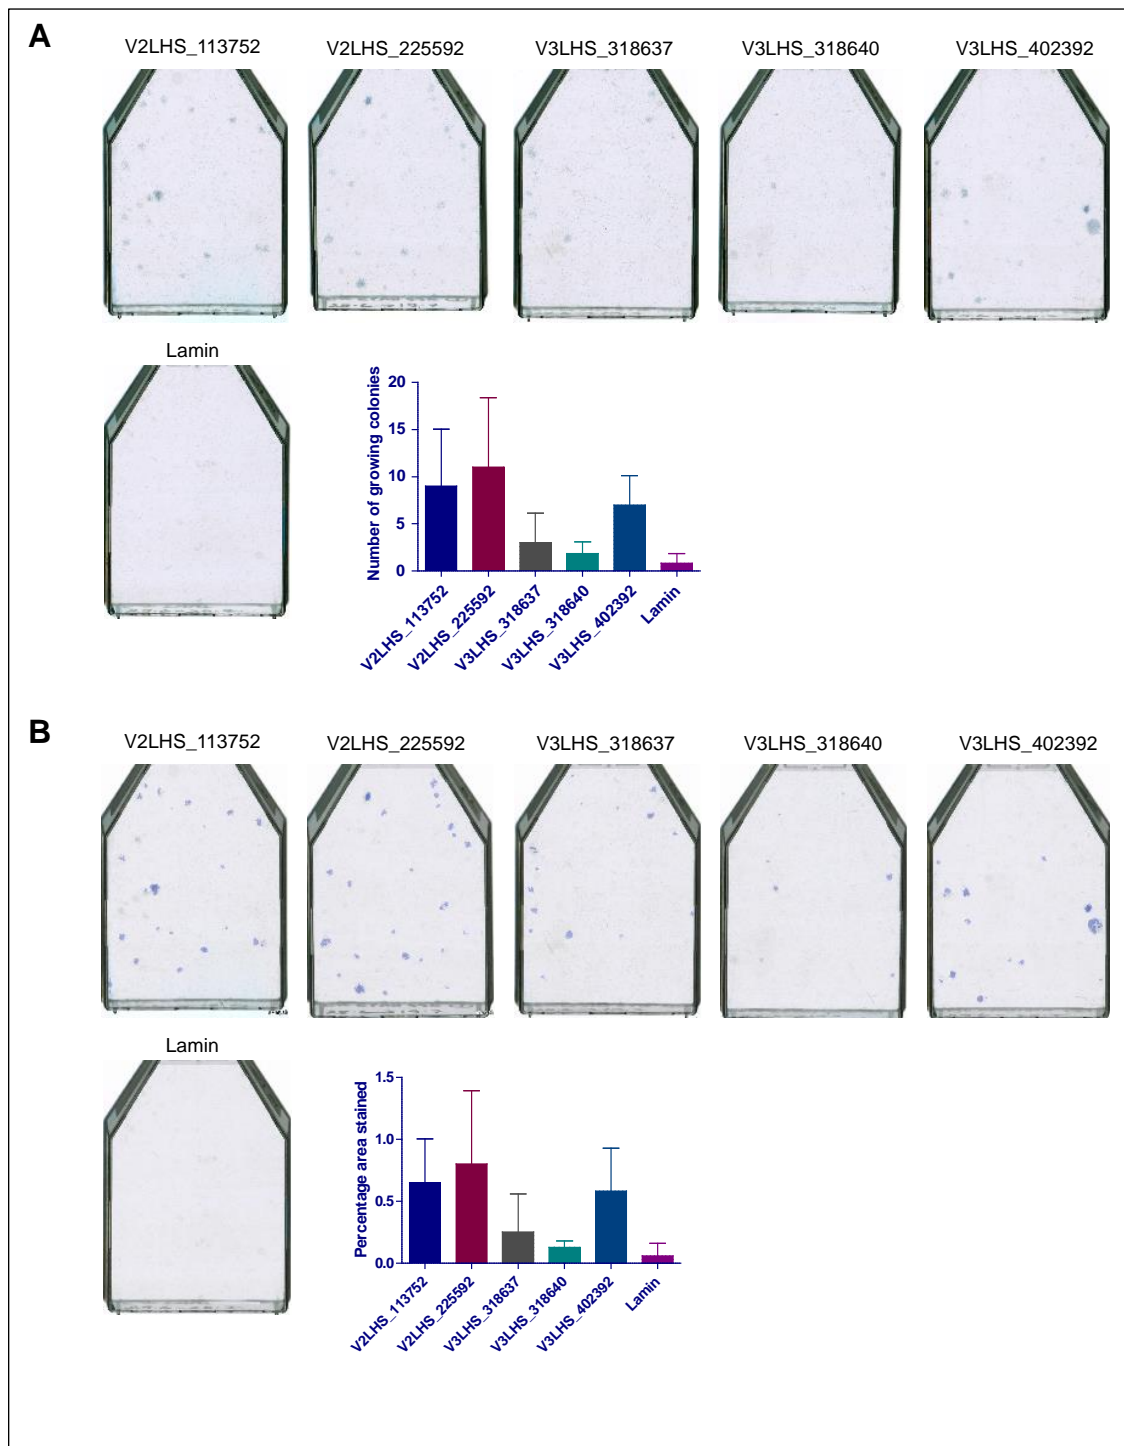 A
V2LHS_113752 V2LHS_225592 V3LHS_318637 V3LHS_318640 V3LHS_402392
Lamin
Number of growing colonies
20
15
10
5
0
V2LHS_113752
V2LHS_225592
V3LHS_318637
V3LHS_318640
V3LHS_402392
Lamin
B
V2LHS_113752 V2LHS_225592 V3LHS_318637 V3LHS_318640 V3LHS_402392
Lamin
Percentage area stained
1.5
1.0
0.5
0.0
V2LHS_113752
V2LHS_225592
V3LHS_318637
V3LHS_318640
V3LHS_402392
Lamin